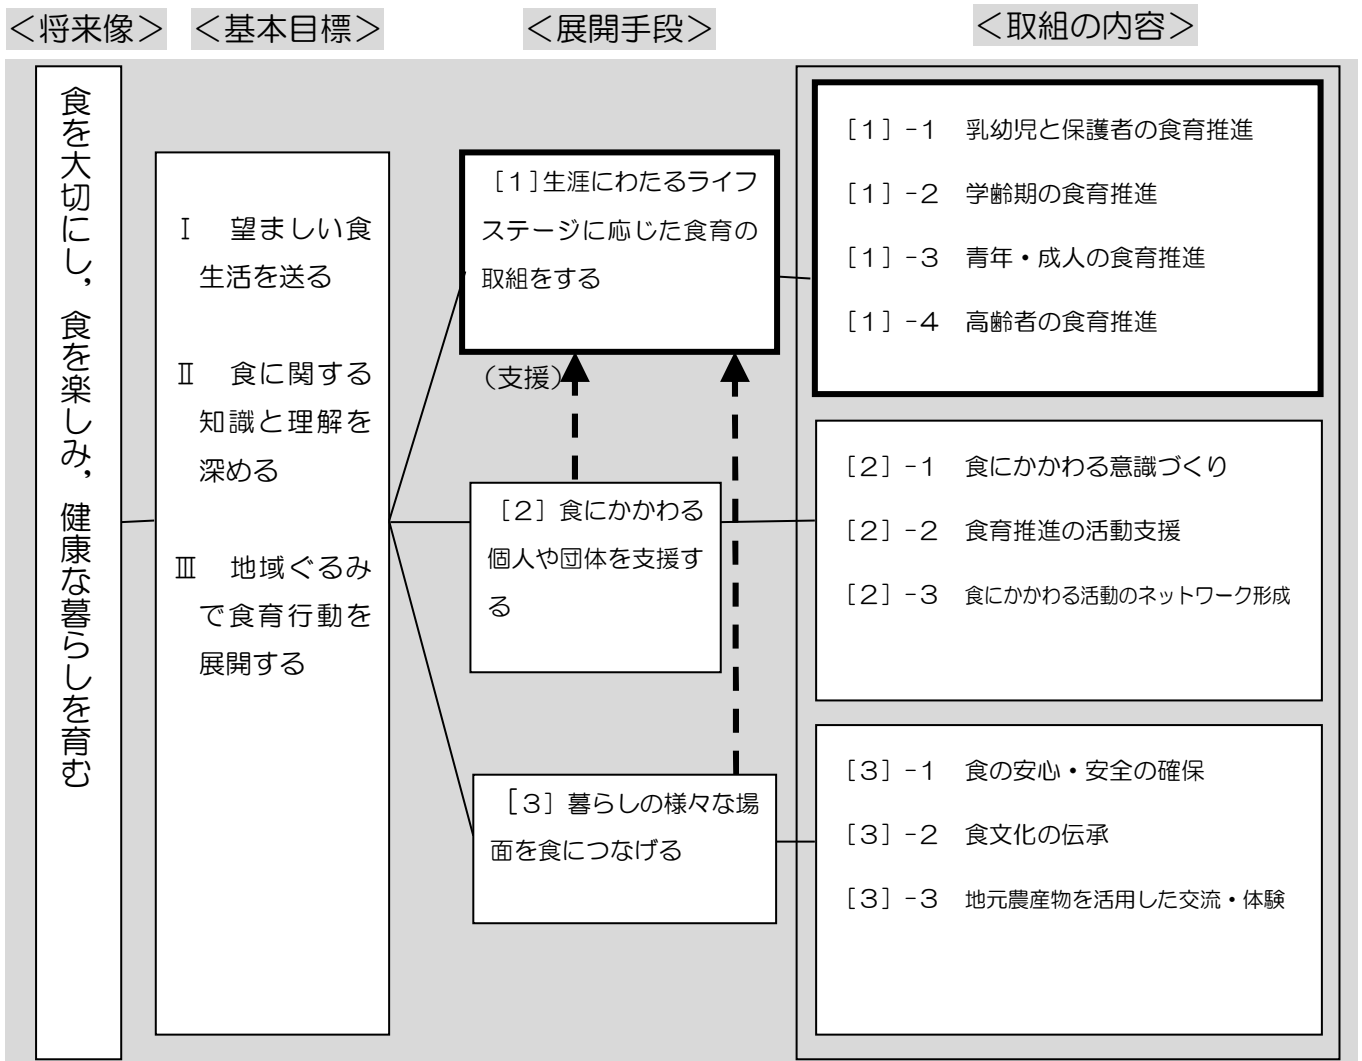 ＜将来像＞
＜基本目標＞
＜展開手段＞
＜取組の内容＞
食を大切にし，食を楽しみ，健康な暮らしを育む
Ⅰ　望ましい食
生活を送る
Ⅱ　食に関する
知識と理解を
深める
Ⅲ　地域ぐるみ
で食育行動を
展開する
［１］生涯にわたるライフ
ステージに応じた食育の
取組をする
（支援）
［２］食にかかわる
個人や団体を支援す
る
［３］暮らしの様々な場
面を食につなげる
［１］-１　乳幼児と保護者の食育推進
［１］-２　学齢期の食育推進
［１］-３　青年・成人の食育推進
［１］-４　高齢者の食育推進
［２］-１　食にかかわる意識づくり
［２］-２　食育推進の活動支援
［２］-３　食にかかわる活動のネットワーク形成
［３］-１　食の安心・安全の確保
［３］-２　食文化の伝承
［３］-３　地元農産物を活用した交流・体験